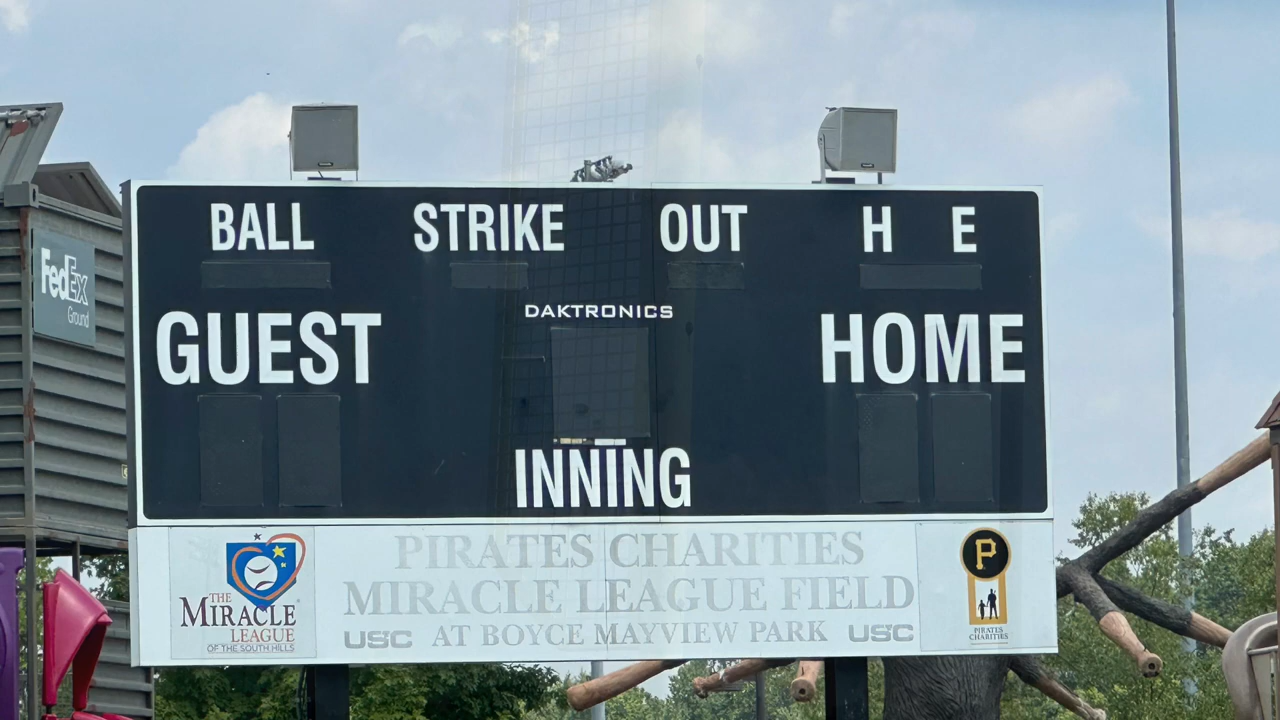 BALL STRIKE OUT H E
FedEx
Ground
DAKTRONICS
GUEST HOME
INNING
PIRATES CHARITIES
MIRACLE LEAGUE FIELD
USC AT BOYCE MAYVIEW PARK USC
THE
MIRACLE
LEAGUE
OF THE SOUTH HILLS
P
PIRATES
CHARITIES